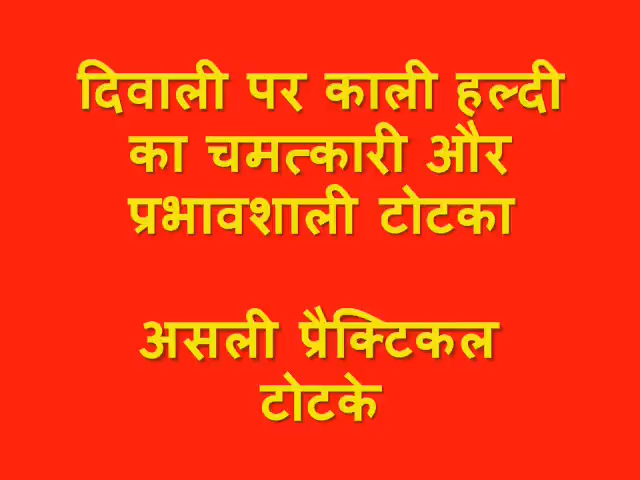 दिवाली पर काली हल्दी
का चमत्कारी और
प्रभावशाली टोटका
असली प्रैक्टिकल
टोटके